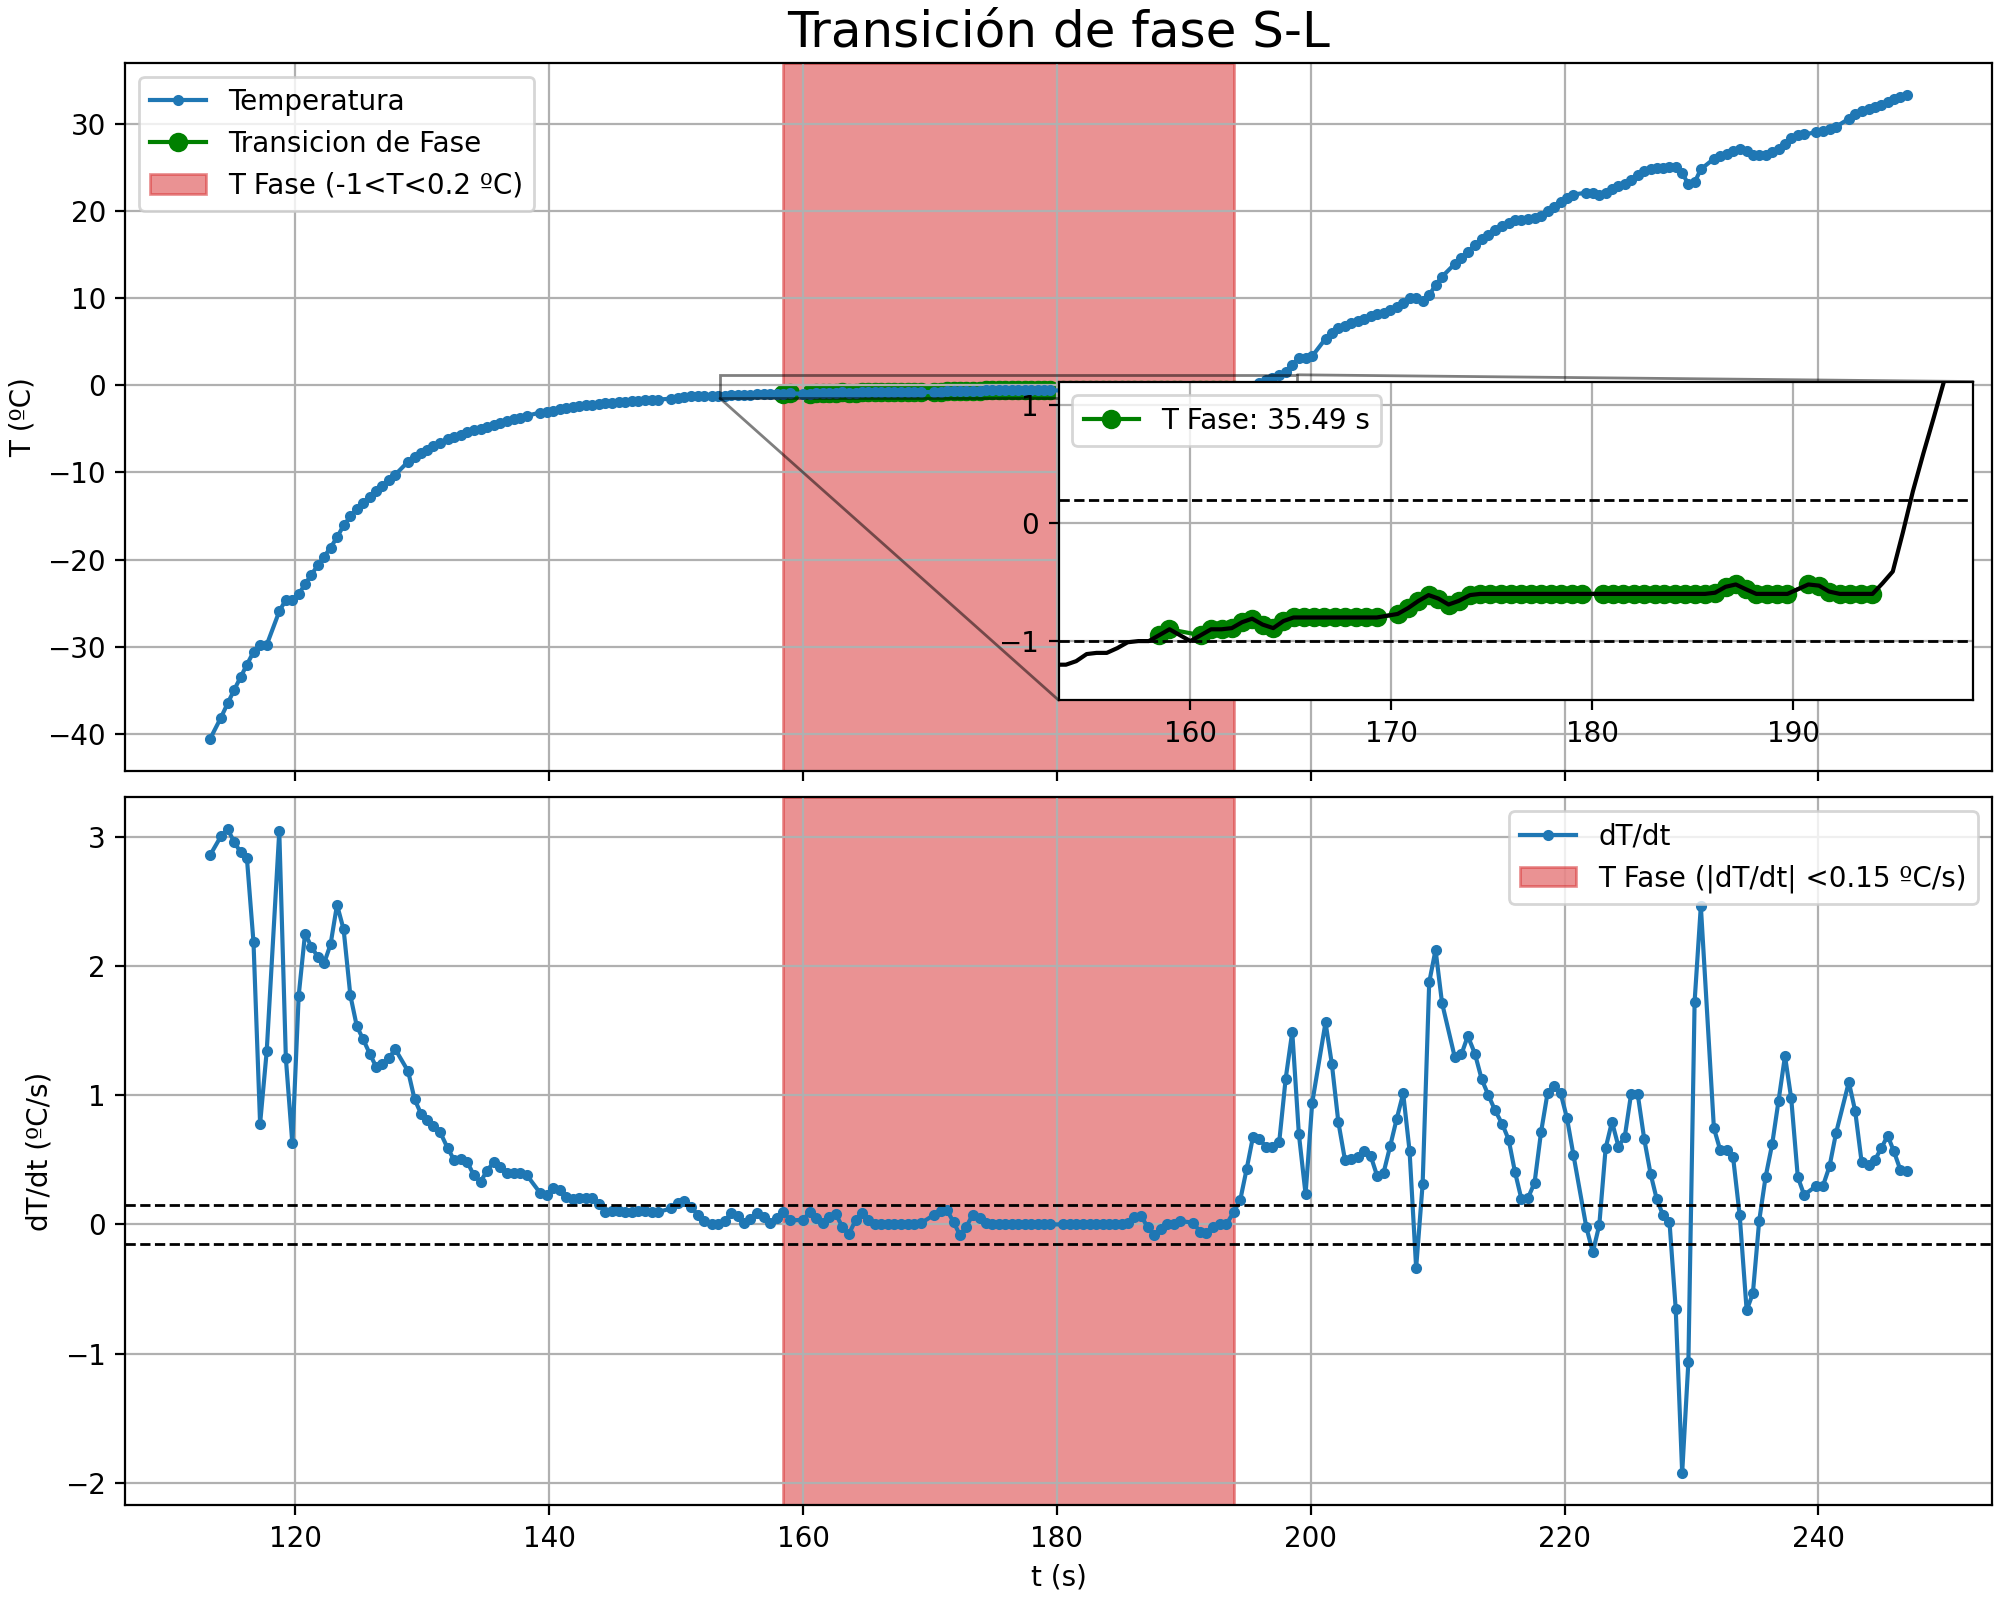 Transición de fase S-L
Temperatura
Transicion de Fase
T Fase (-1<T<0.2 ºC)
T (ºC)
30
20
10
0
−10
−20
−30
−40
T Fase: 35.49 s
1
0
−1
160
170
180
190
dT/dt
T Fase (|dT/dt| <0.15 ºC/s)
dT/dt (ºC/s)
3
2
1
0
−1
−2
120
140
160
180
200
220
240
t (s)